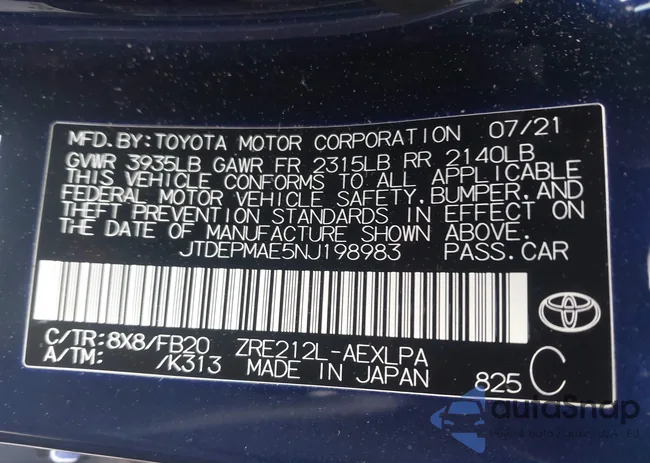 MFD.BY:TOYOTA MOTOR CORPORATION 07/21
GVWR 3935LB GAWR FR 2315LB RR 2140LB
THIS VEHICLE CONFORMS TO ALL APPLICABLE
FEDERAL MOTOR VEHICLE SAFETY,BUMPER,AND
THEFT PREVENTION STANDARDS IN EFFECT ON
THE DATE OF MANUFACTURE SHOWN ABOVE.
JTDEPMAE5NJ198983 PASS.CAR
C/TR:8X8/FB20 ZRE212L-AEXLPA
A/TM: /K313 MADE IN JAPAN 825 C
autoSnap